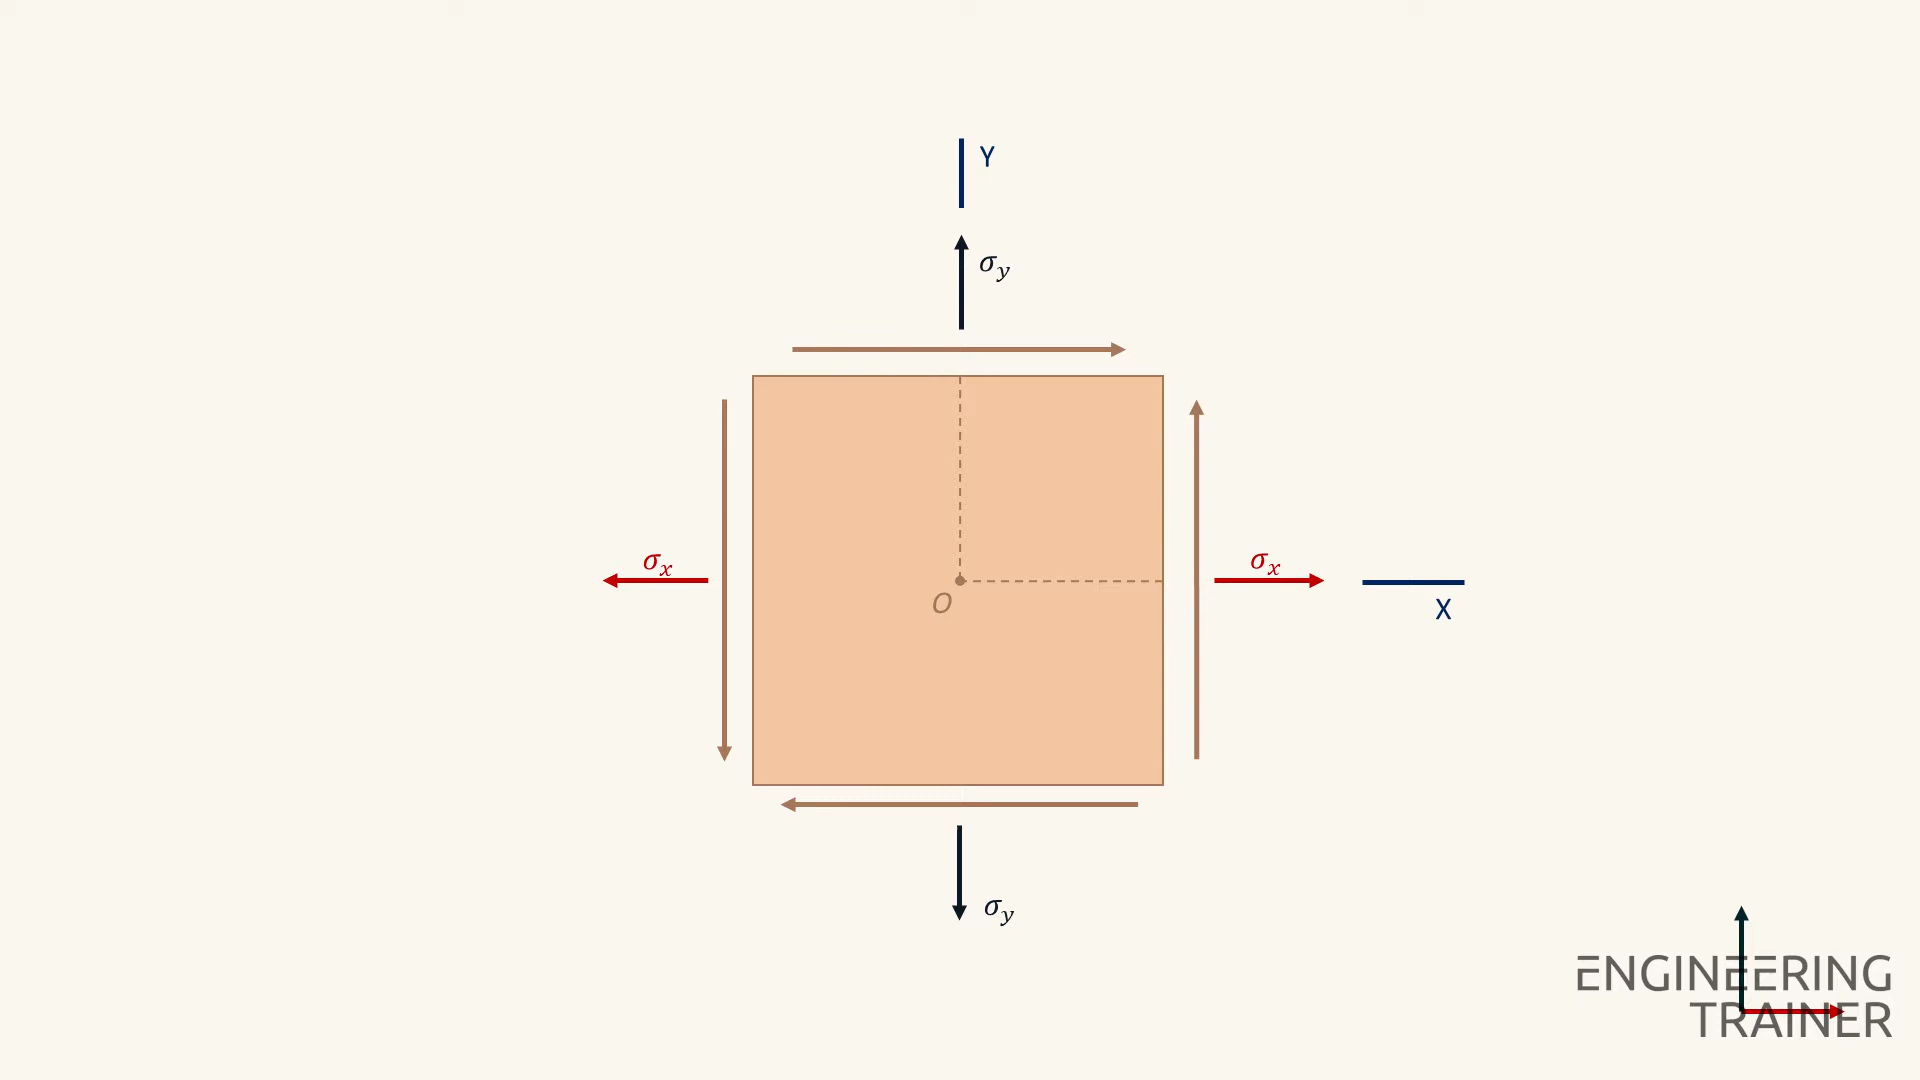 Y
σy
σx
σx
O
X
σy
ENGINEERING
TRAINER